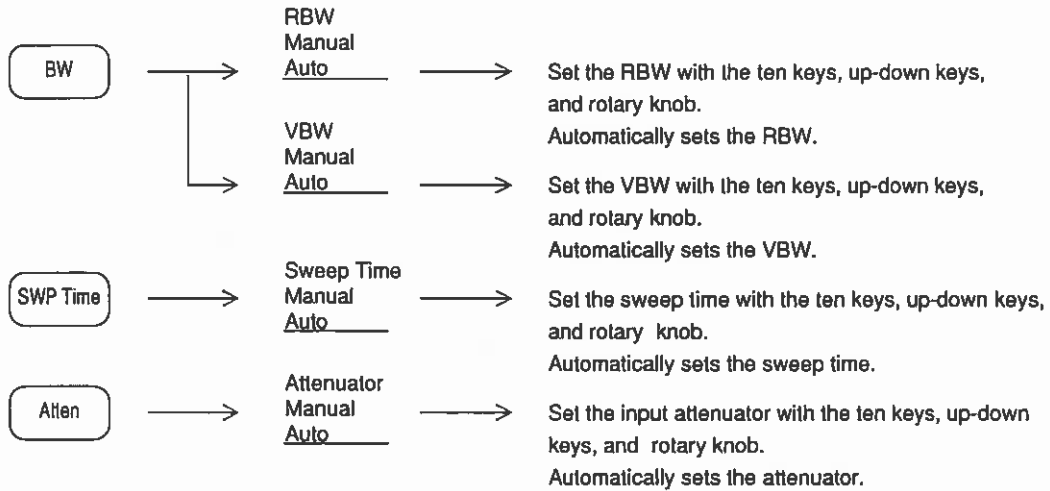 BW
RBW
Manual
Auto
Set the RBW with the ten keys, up-down keys,
and rotary knob.
Automatically sets the RBW.
VBW
Manual
Auto
Set the VBW with the ten keys, up-down keys,
and rotary knob.
Automatically sets the VBW.
SWP Time
Sweep Time
Manual
Auto
Set the sweep time with the ten keys, up-down keys,
and rotary knob.
Automatically sets the sweep time.
Atten
Attenuator
Manual
Auto
Set the input attenuator with the ten keys, up-down
keys, and rotary knob.
Automatically sets the attenuator.